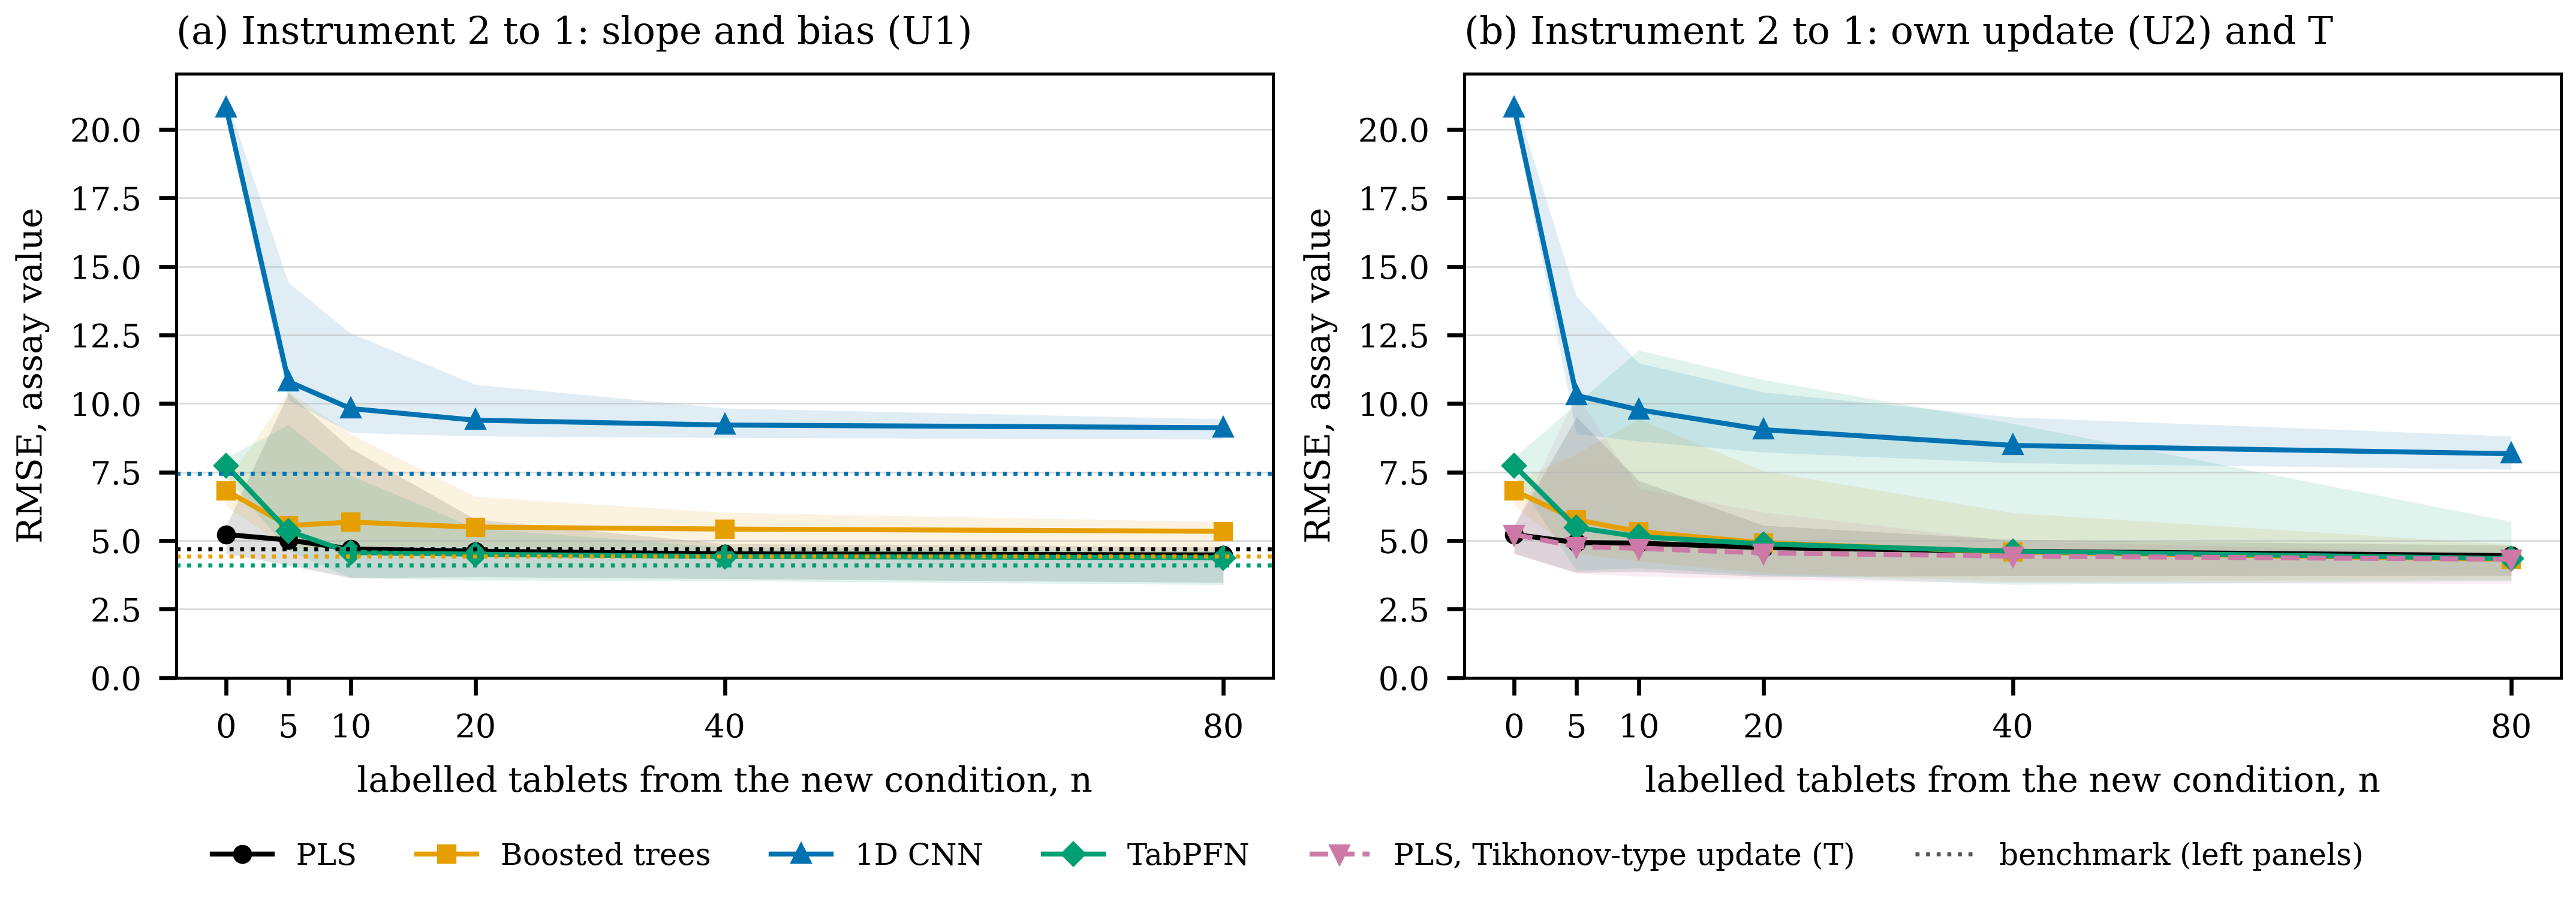 (a) Instrument 2 to 1: slope and bias (U1)
RMSE, assay value
20.0
17.5
15.0
12.5
10.0
7.5
5.0
2.5
0.0
0 5 10 20 40 80
labelled tablets from the new condition, n
(b) Instrument 2 to 1: own update (U2) and T
RMSE, assay value
20.0
17.5
15.0
12.5
10.0
7.5
5.0
2.5
0.0
0 5 10 20 40 80
labelled tablets from the new condition, n
PLS Boosted trees 1D CNN TabPFN PLS, Tikhonov-type update (T) benchmark (left panels)